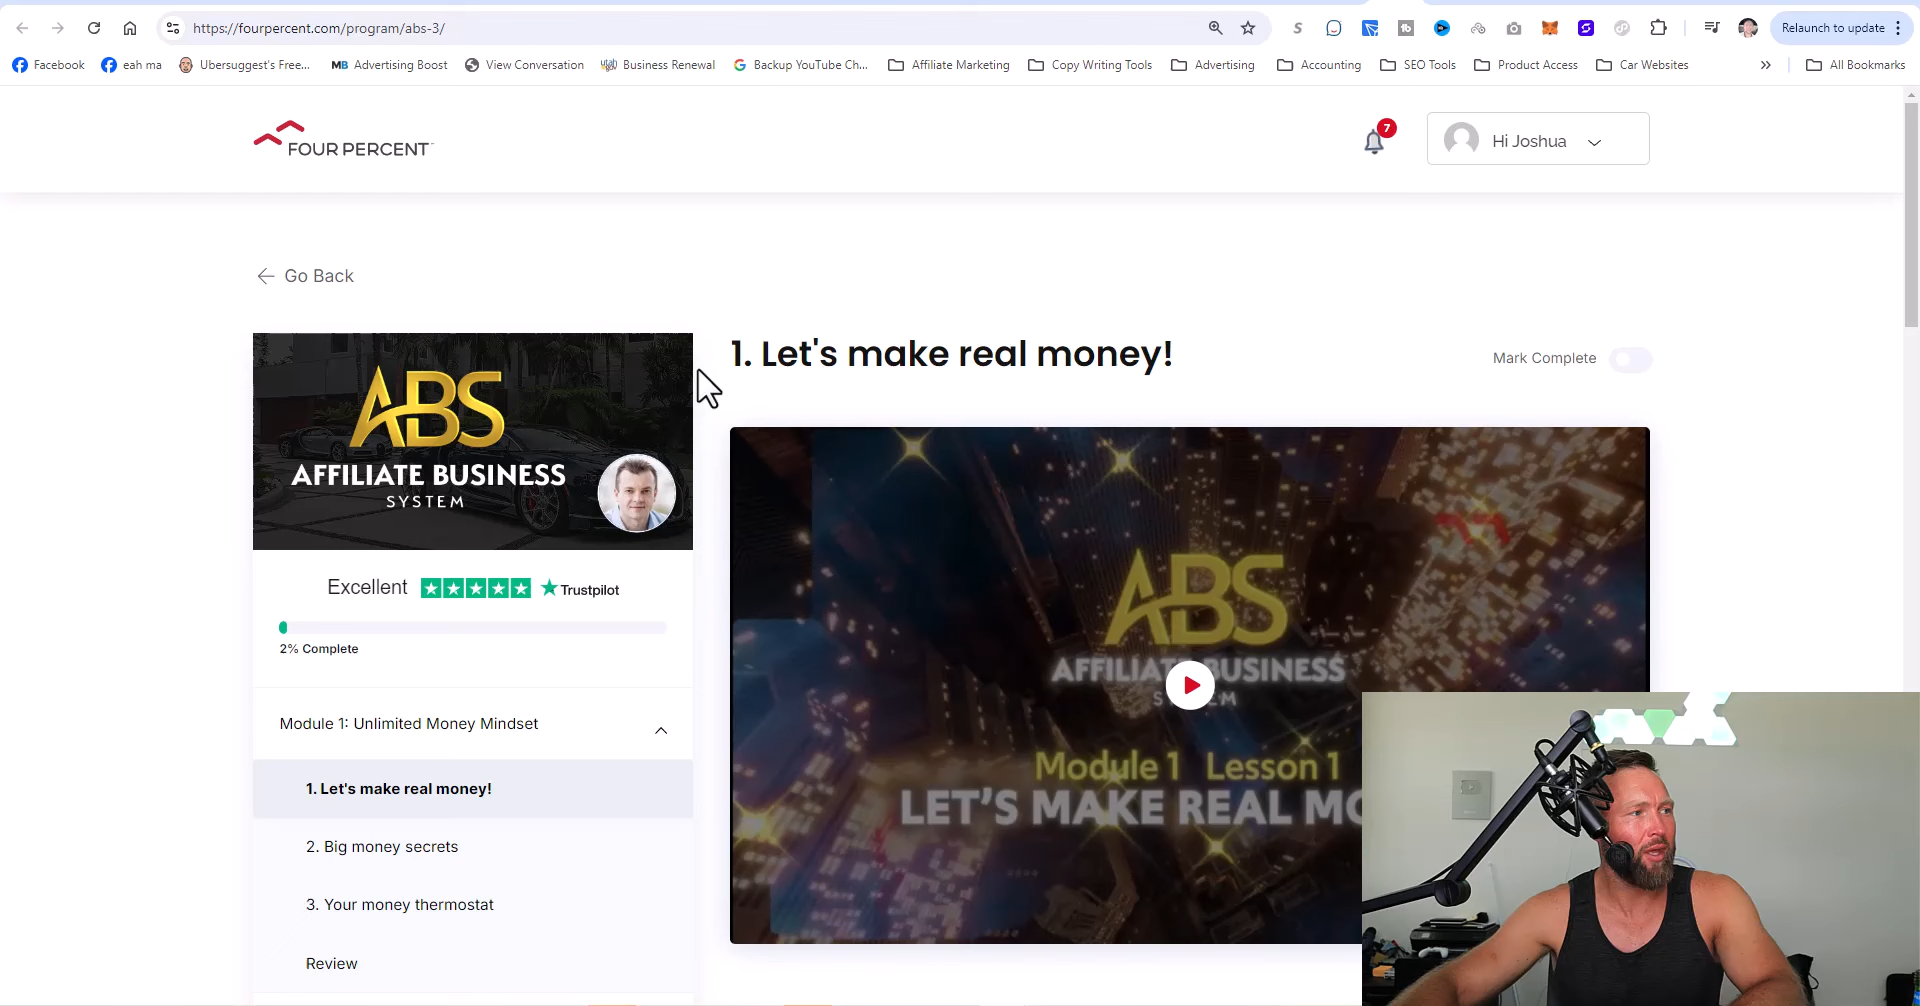 https://fourpercent.com/program/abs-3/
Relaunch to update
Facebook
eah ma
Ubersuggest's Free...
MB Advertising Boost
View Conversation
Business Renewal
Backup YouTube Ch...
Affiliate Marketing
Copy Writing Tools
Advertising
Accounting
SEO Tools
Product Access
Car Websites
All Bookmarks
FOUR PERCENT
7
Hi Joshua
Go Back
ABS
AFFILIATE BUSINESS
SYSTEM
Excellent
Trustpilot
2% Complete
Module 1: Unlimited Money Mindset
1. Let's make real money!
2. Big money secrets
3. Your money thermostat
Review
1. Let's make real money!
Mark Complete
ABS
AFFILIATE BUSINESS
Module 1 Lesson 1
LET'S MAKE REAL MO